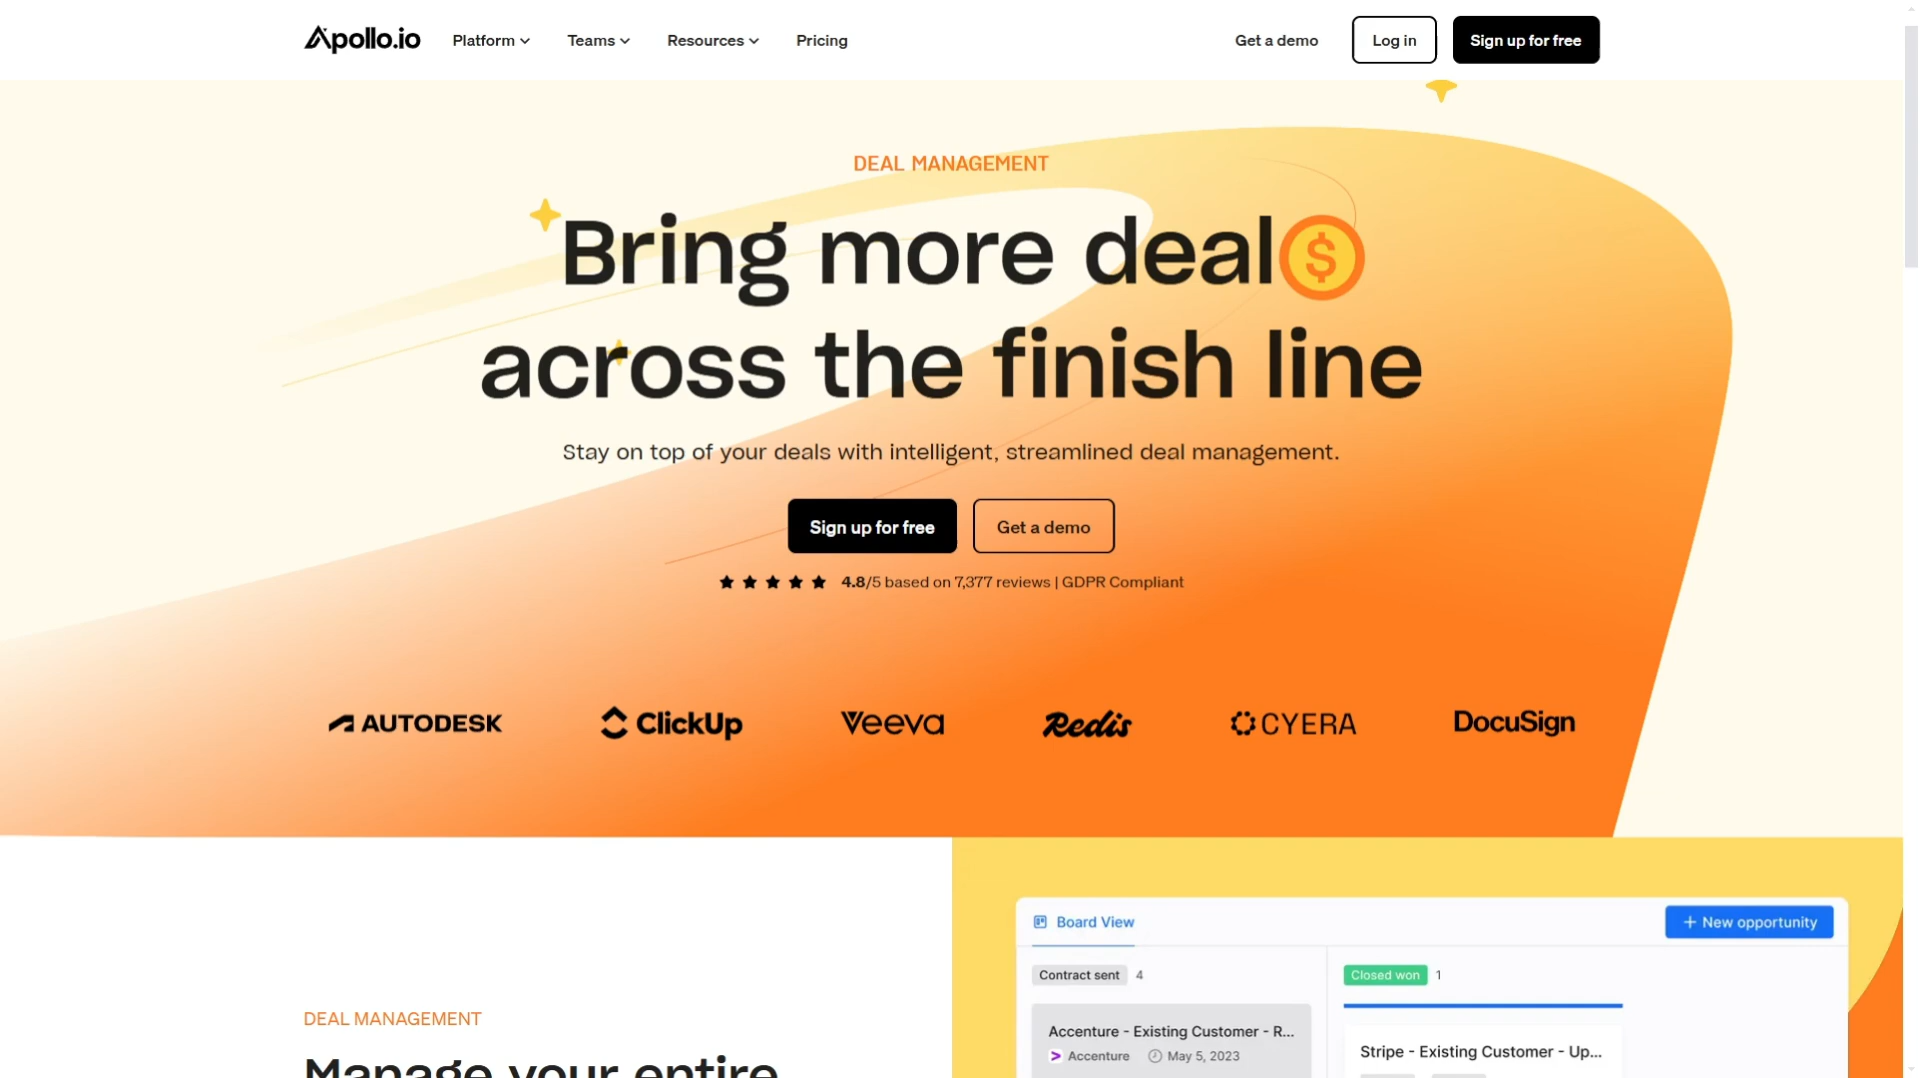 Apollo.io Platform Teams Resources Pricing Get a demo Log in Sign up for free
DEAL MANAGEMENT
Bring more deal$
across the finish line
Stay on top of your deals with intelligent, streamlined deal management.
Sign up for free Get a demo
4.8/5 based on 7,377 reviews | GDPR Compliant
AUTODESK ClickUp Veeva Redis CYERA DocuSign
Board View + New opportunity
Contract sent 4 Closed won 1
DEAL MANAGEMENT
Accenture - Existing Customer - R...
Accenture May 5, 2023
Stripe - Existing Customer - Up...
Manage your entire